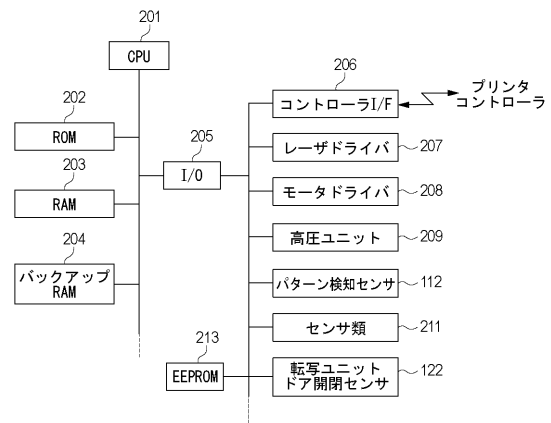 201
CPU
202
ROM
203
RAM
204
バックアップ
RAM
205
I/O
206
コントローラI/F
プリンタ
コントローラ
レーザドライバ
207
モータドライバ
208
高圧ユニット
209
パターン検知センサ
112
センサ類
211
213
EEPROM
転写ユニット
ドア開閉センサ
122